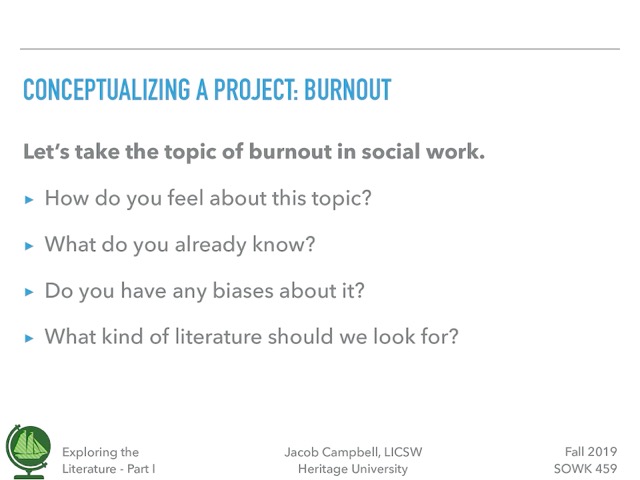 CONCEPTUALIZING A PROJECT: BURNOUT
Let’s take the topic of burnout in social work.
▸ How do you feel about this topic?
▸ What do you already know?
▸ Do you have any biases about it?
▸ What kind of literature should we look for?
Exploring the
Literature - Part I
Jacob Campbell, LICSW
Heritage University
Fall 2019
SOWK 459